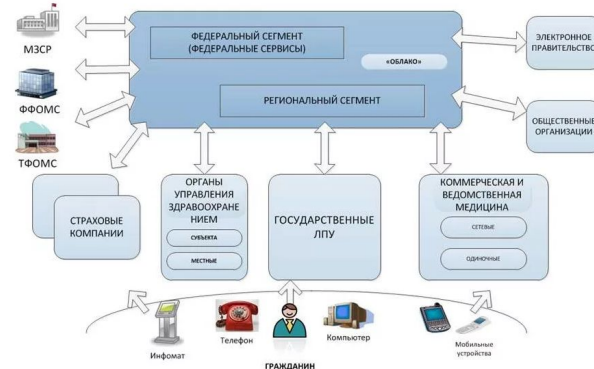 МЗСР
ФФОМС
ТФОМС
ФЕДЕРАЛЬНЫЙ СЕГМЕНТ
(ФЕДЕРАЛЬНЫЕ СЕРВИСЫ)
«ОБЛАКО»
РЕГИОНАЛЬНЫЙ СЕГМЕНТ
ЭЛЕКТРОННОЕ
ПРАВИТЕЛЬСТВО
ОБЩЕСТВЕННЫЕ
ОРГАНИЗАЦИИ
СТРАХОВЫЕ
КОМПАНИИ
ОРГАНЫ
УПРАВЛЕНИЯ
ЗДРАВООХРАНЕ
НИЕМ
СУБЪЕКТА
МЕСТНЫЕ
ГОСУДАРСТВЕННЫЕ
ЛПУ
КОММЕРЧЕСКАЯ И
ВЕДОМСТВЕННАЯ
МЕДИЦИНА
СЕТЕВЫЕ
ОДИНОЧНЫЕ
Инфомат
Телефон
ГРАЖДАНИН
Компьютер
Мобильные
устройства